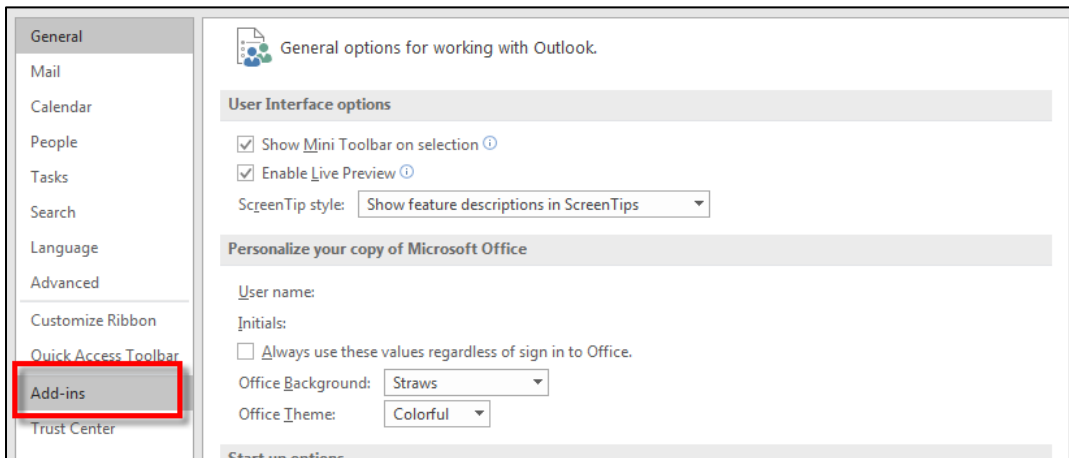 General
Mail
Calendar
People
Tasks
Search
Language
Advanced
Customize Ribbon
Quick Access Toolbar
Add-ins
Trust Center
General options for working with Outlook.
User Interface options
Show Mini Toolbar on selection
Enable Live Preview
ScreenTip style: Show feature descriptions in ScreenTips
Personalize your copy of Microsoft Office
User name:
Initials:
Always use these values regardless of sign in to Office.
Office Background: Straws
Office Theme: Colorful
Start up options